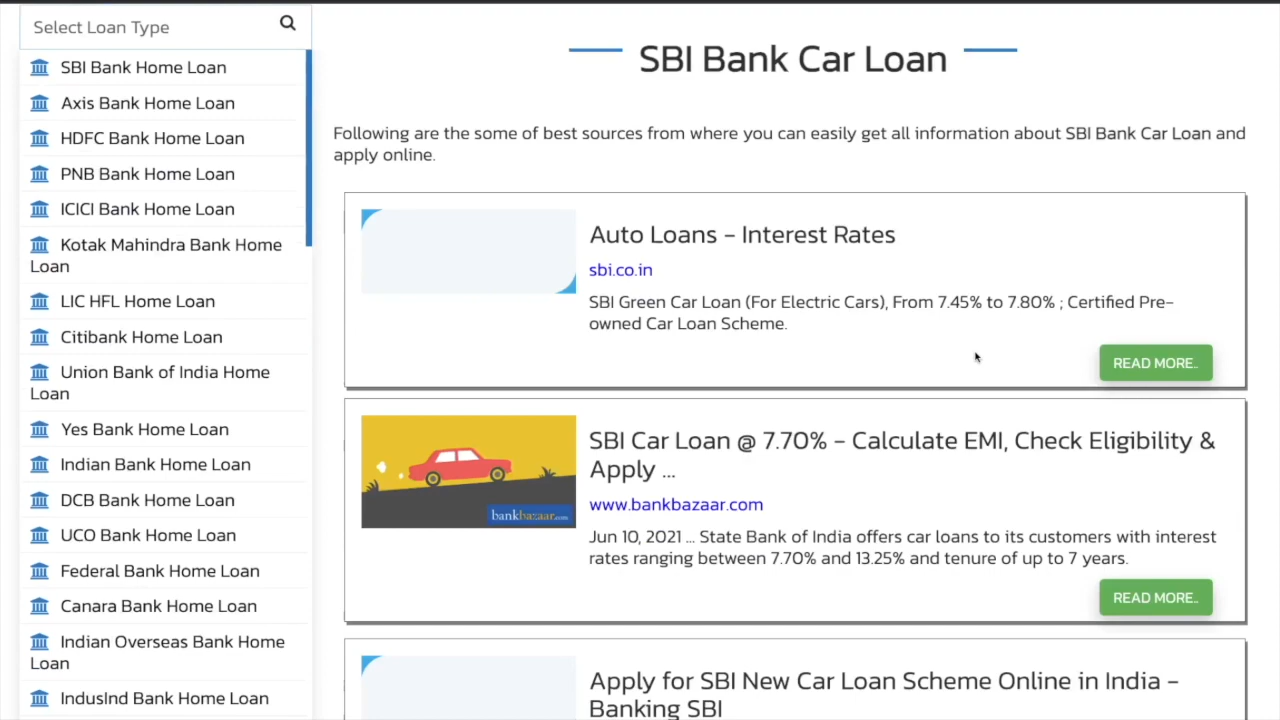 Select Loan Type
SBI Bank Home Loan
Axis Bank Home Loan
HDFC Bank Home Loan
PNB Bank Home Loan
ICICI Bank Home Loan
Kotak Mahindra Bank Home
Loan
LIC HFL Home Loan
Citibank Home Loan
Union Bank of India Home
Loan
Yes Bank Home Loan
Indian Bank Home Loan
DCB Bank Home Loan
UCO Bank Home Loan
Federal Bank Home Loan
Canara Bank Home Loan
Indian Overseas Bank Home
Loan
IndusInd Bank Home Loan
SBI Bank Car Loan
Following are the some of best sources from where you can easily get all information about SBI Bank Car Loan and
apply online.
Auto Loans - Interest Rates
sbi.co.in
SBI Green Car Loan (For Electric Cars), From 7.45% to 7.80% ; Certified Pre-
owned Car Loan Scheme.
READ MORE..
SBI Car Loan @ 7.70% - Calculate EMI, Check Eligibility &
Apply ...
www.bankbazaar.com
bankbazaar.com
Jun 10, 2021 ... State Bank of India offers car loans to its customers with interest
rates ranging between 7.70% and 13.25% and tenure of up to 7 years.
READ MORE..
Apply for SBI New Car Loan Scheme Online in India -
Banking SBI